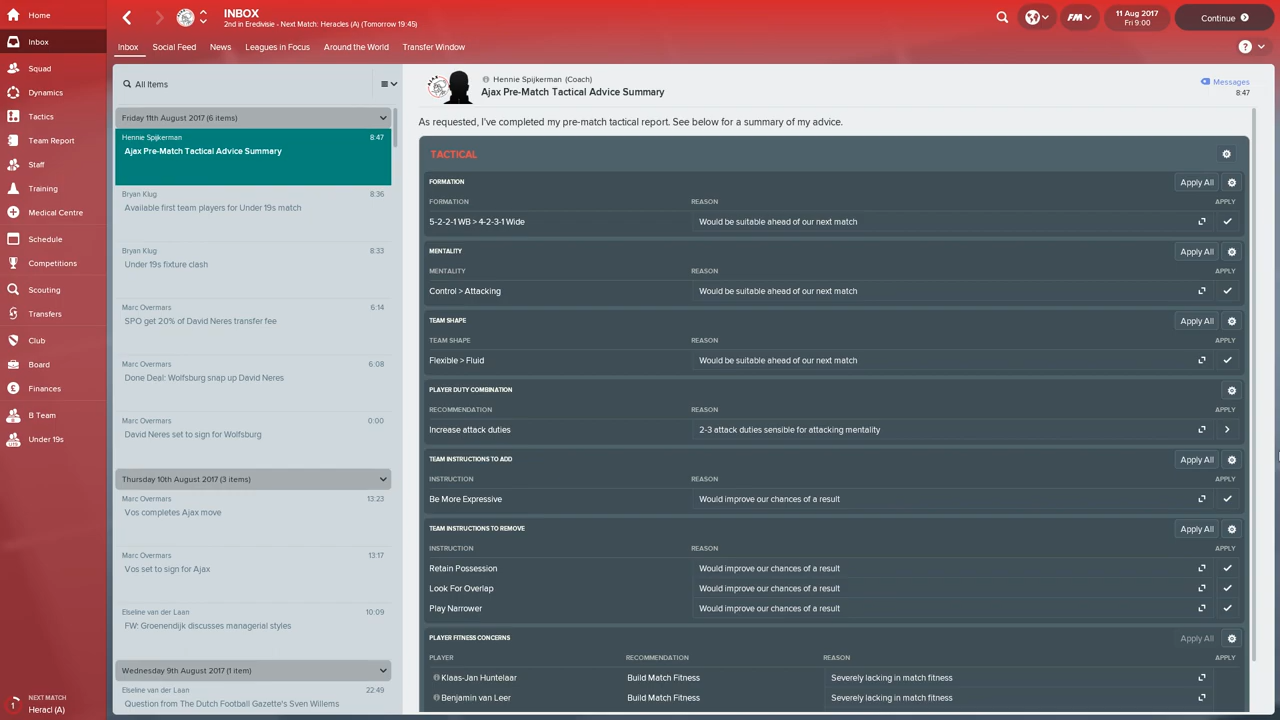 Home
Inbox
Squad
Dynamics
Tactics
Team Report
Staff
Training
Medical Centre
Schedule
Competitions
Scouting
Transfers
Club
Board
Finances
B Team
Under 19s
1 NEXT MATCH
Heracl (A)
INBOX
2nd in Eredivisie - Next Match: Heracles (A) (Tomorrow 19:45)
FM
11 Aug 2017
Fri 9:00
Continue
Inbox Social Feed News Leagues in Focus Around the World Transfer Window
?
All Items
Friday 11th August 2017 (6 items)
Hennie Spijkerman 8:47
Ajax Pre-Match Tactical Advice Summary
Bryan Klug 8:36
Available first team players for Under 19s match
Bryan Klug 8:33
Under 19s fixture clash
Marc Overmars 6:14
SPO get 20% of David Neres transfer fee
Marc Overmars 6:08
Done Deal: Wolfsburg snap up David Neres
Marc Overmars 0:00
David Neres set to sign for Wolfsburg
Thursday 10th August 2017 (3 items)
Marc Overmars 13:23
Vos completes Ajax move
Marc Overmars 13:17
Vos set to sign for Ajax
Elseline van der Laan 10:09
FW: Groenendijk discusses managerial styles
Wednesday 9th August 2017 (1 item)
Elseline van der Laan 22:49
Question from The Dutch Football Gazette's Sven Willems
Hennie Spijkerman (Coach)
Ajax Pre-Match Tactical Advice Summary
Messages
8:47
As requested, I've completed my pre-match tactical report. See below for a summary of my advice.
TACTICAL
FORMATION Apply All
FORMATION REASON APPLY
5-2-2-1 WB > 4-2-3-1 Wide Would be suitable ahead of our next match
MENTALITY Apply All
MENTALITY REASON APPLY
Control > Attacking Would be suitable ahead of our next match
TEAM SHAPE Apply All
TEAM SHAPE REASON APPLY
Flexible > Fluid Would be suitable ahead of our next match
PLAYER DUTY COMBINATION
RECOMMENDATION REASON APPLY
Increase attack duties 2-3 attack duties sensible for attacking mentality
TEAM INSTRUCTIONS TO ADD Apply All
INSTRUCTION REASON APPLY
Be More Expressive Would improve our chances of a result
TEAM INSTRUCTIONS TO REMOVE Apply All
INSTRUCTION REASON APPLY
Retain Possession Would improve our chances of a result
Look For Overlap Would improve our chances of a result
Play Narrower Would improve our chances of a result
PLAYER FITNESS CONCERNS Apply All
PLAYER RECOMMENDATION REASON APPLY
Klaas-Jan Huntelaar Build Match Fitness Severely lacking in match fitness
Benjamin van Leer Build Match Fitness Severely lacking in match fitness